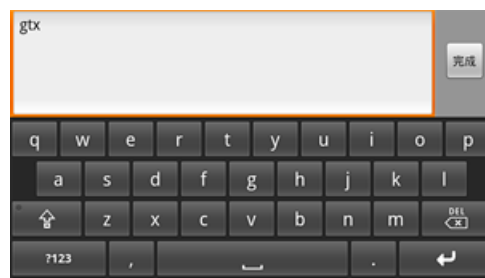 gtx
完成
q w e r t y u i o p
a s d f g h j k l
z x c v b n m DEL
?123 , .